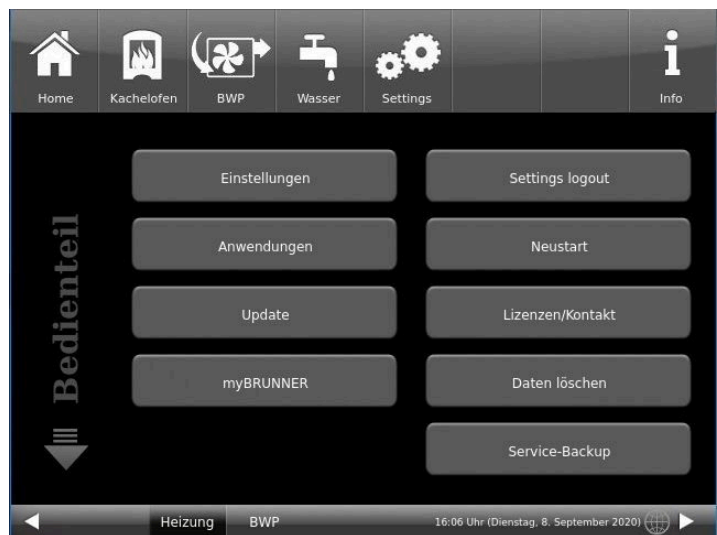 Home Kachelofen BWP Wasser Settings Info
Bedienteil
Einstellungen Settings logout
Anwendungen Neustart
Update Lizenzen/Kontakt
myBRUNNER Daten löschen
Service-Backup
Heizung BWP 16:06 Uhr (Dienstag, 8. September 2020)